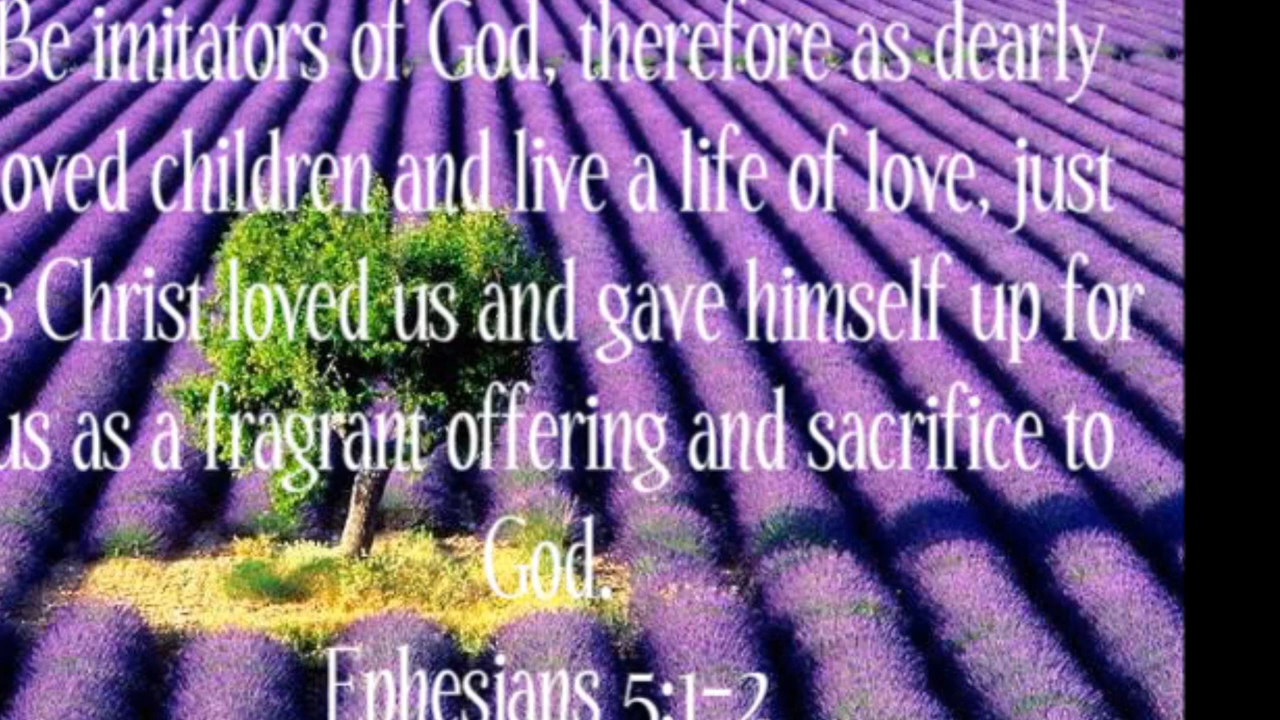 Be imitators of God, therefore as dearly
oved children and live a life of love, just
s Christ loved us and gave himself up for
us as a fragrant offering and sacrifice to
God.
Ephesians 5:1-2